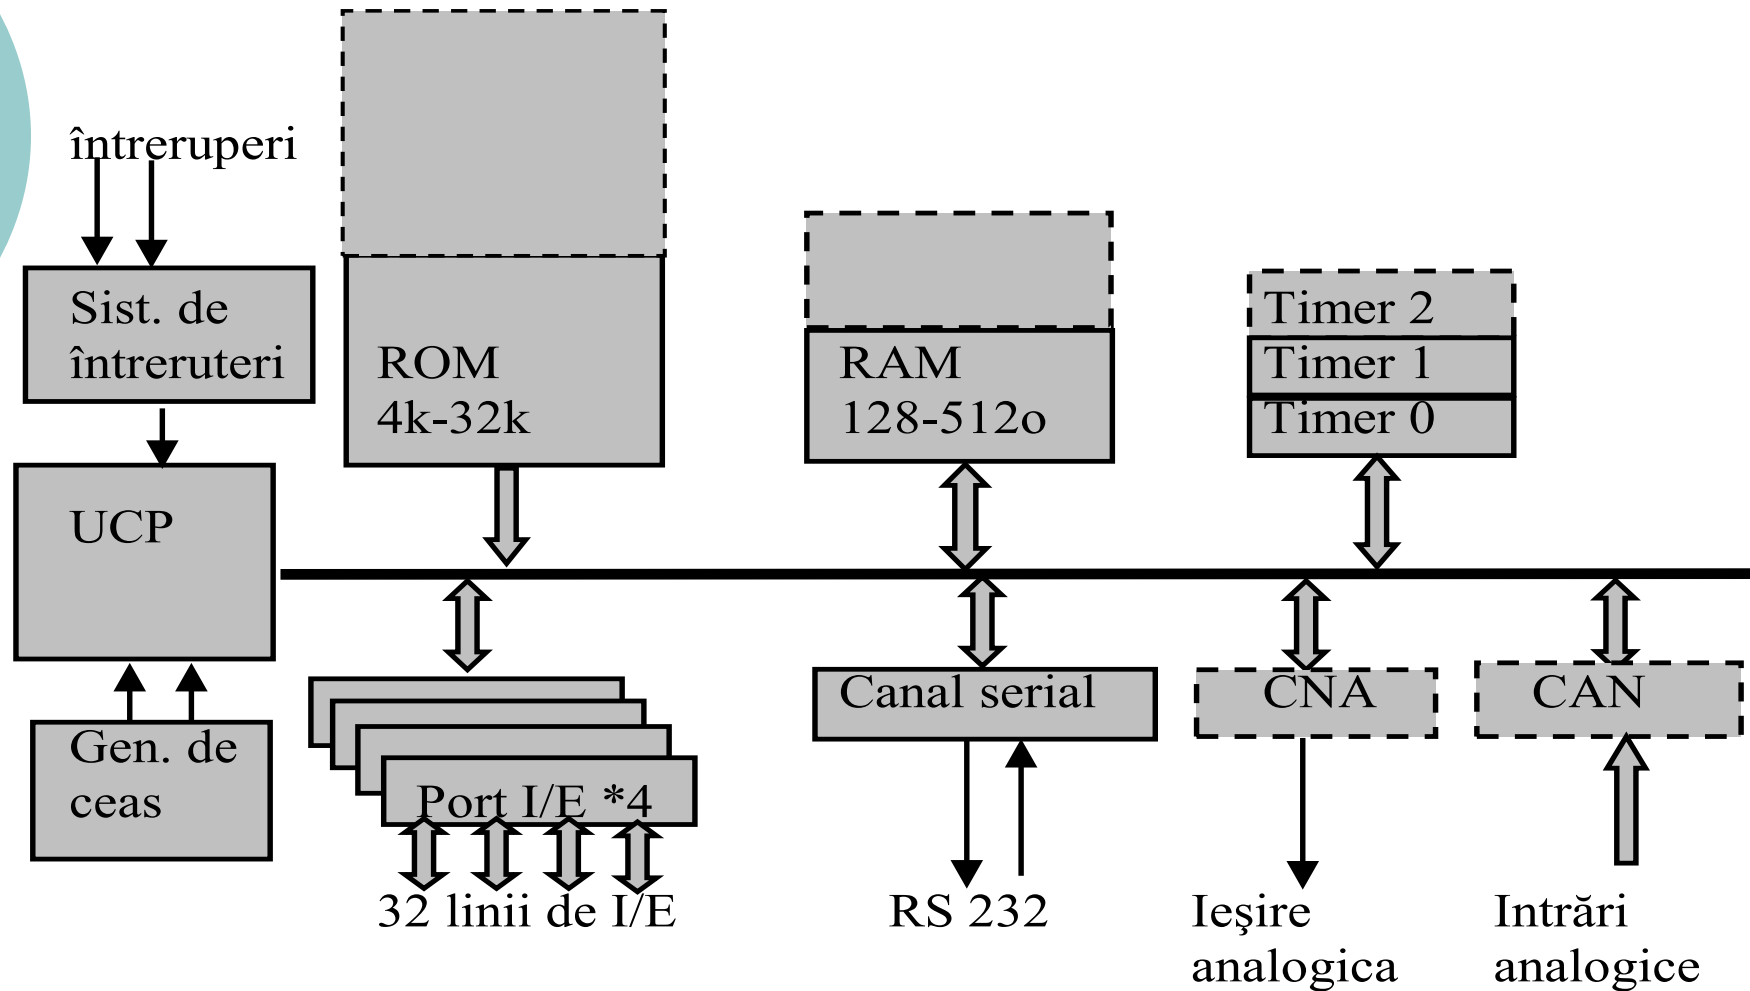 întreruperi
Sist. de
întreruteri
ROM
4k-32k
RAM
128-512o
Timer 2
Timer 1
Timer 0
UCP
Gen. de
ceas
Port I/E *4
32 linii de I/E
Canal serial
RS 232
CNA
Ieşire
analogica
CAN
Intrări
analogice